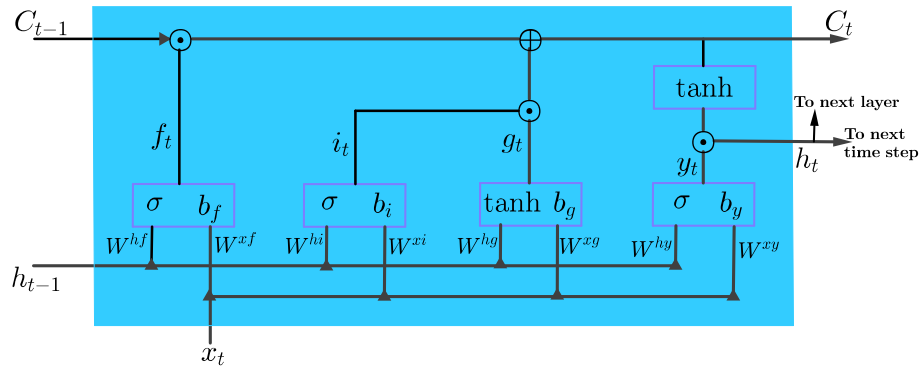 C_{t-1} C_t
tanh
To next layer
f_t i_t g_t To next
y_t h_t time step
σ b_f σ b_i tanh b_g σ b_y
W^{hf} W^{xf} W^{hi} W^{xi} W^{hg} W^{xg} W^{hy} W^{xy}
h_{t-1}
x_t